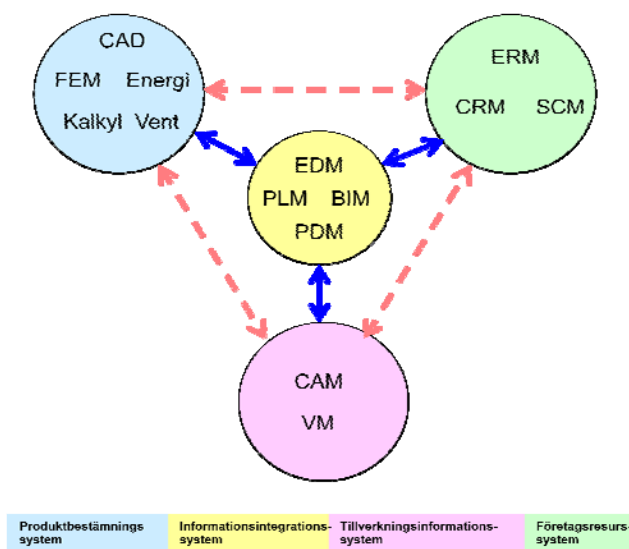 CAD
FEM Energi
Kalkyl Vent
ERM
CRM SCM
EDM
PLM BIM
PDM
CAM
VM
Produktbestämnings
system
Informationsintegrations-
system
Tillverkningsinformations-
system
Företagsresurs-
system